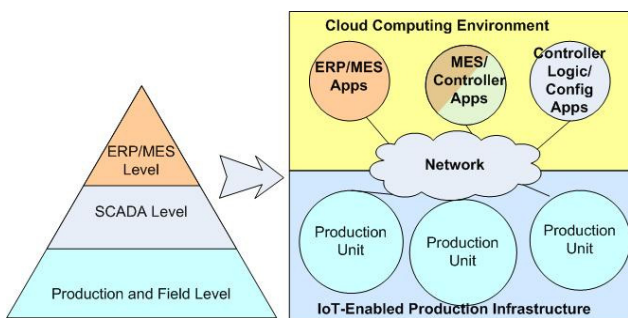 ERP/MES
Level
SCADA Level
Production and Field Level
Cloud Computing Environment
ERP/MES
Apps
MES/
Controller
Apps
Controller
Logic/
Config
Apps
Network
Production
Unit
Production
Unit
Production
Unit
IoT-Enabled Production Infrastructure